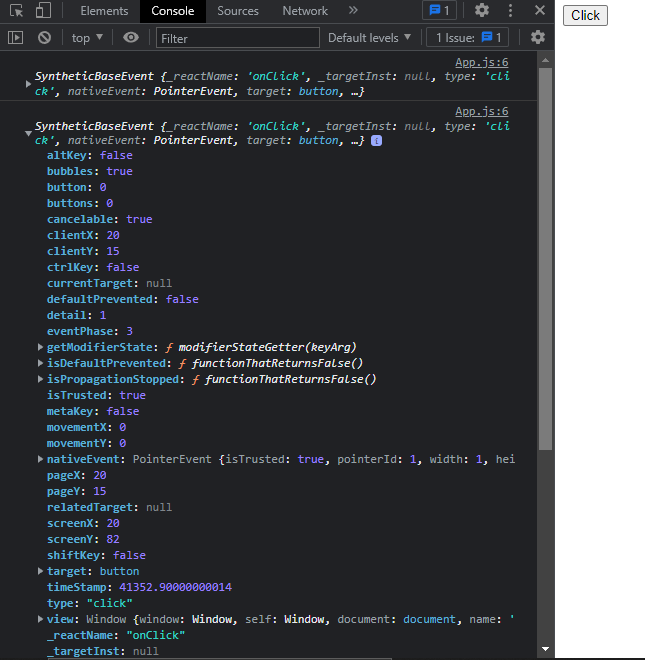 Elements Console Sources Network » 1
top ▼ Filter Default levels ▼ 1 Issue: 1
Click
App.js:6
SyntheticBaseEvent {_reactName: 'onClick', _targetInst: null, type: 'cli
ck', nativeEvent: PointerEvent, target: button, …}
App.js:6
SyntheticBaseEvent {_reactName: 'onClick', _targetInst: null, type: 'cli
ck', nativeEvent: PointerEvent, target: button, …} i
altKey: false
bubbles: true
button: 0
buttons: 0
cancelable: true
clientX: 20
clientY: 15
ctrlKey: false
currentTarget: null
defaultPrevented: false
detail: 1
eventPhase: 3
getModifierState: ƒ modifierStateGetter(keyArg)
isDefaultPrevented: ƒ functionThatReturnsFalse()
isPropagationStopped: ƒ functionThatReturnsFalse()
isTrusted: true
metaKey: false
movementX: 0
movementY: 0
nativeEvent: PointerEvent {isTrusted: true, pointerId: 1, width: 1, hei
pageX: 20
pageY: 15
relatedTarget: null
screenX: 20
screenY: 82
shiftKey: false
target: button
timeStamp: 41352.90000000014
type: "click"
view: Window {window: Window, self: Window, document: document, name: '
_reactName: "onClick"
_targetInst: null